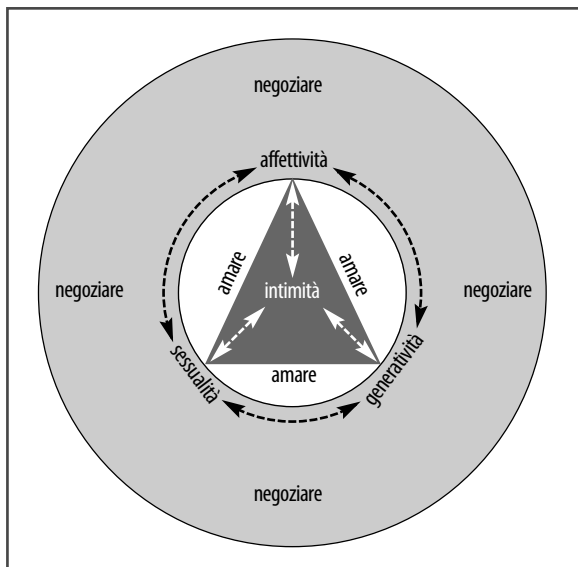 negoziare
affettività
amare
amare
negoziare
intimità
negoziare
sessualità
amare
generatività
negoziare